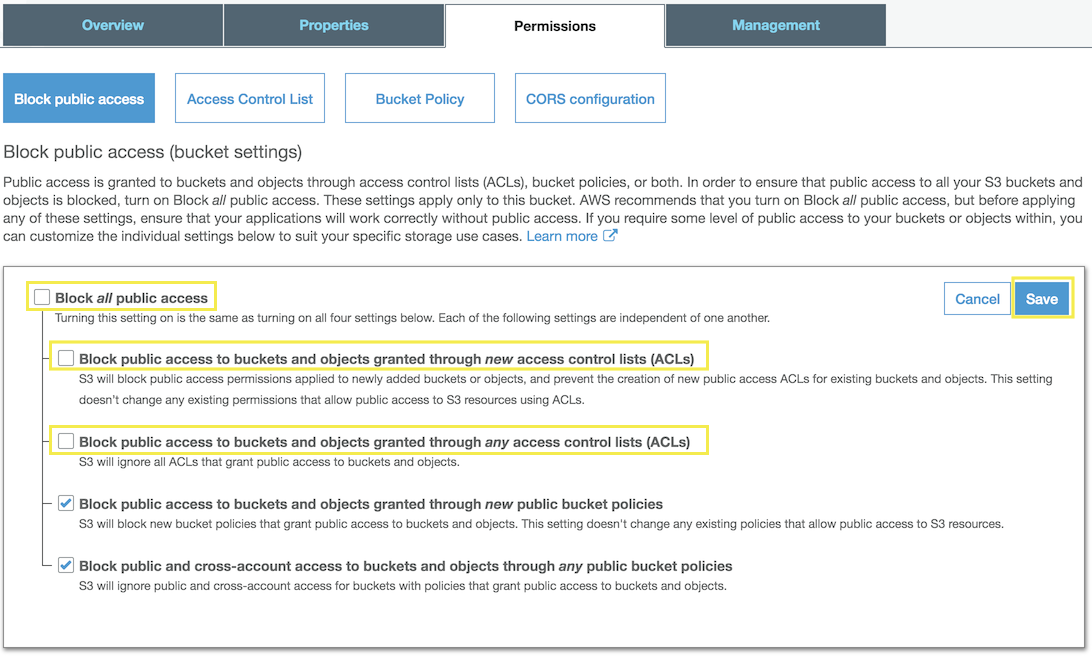 Overview
Properties
Permissions
Management
Block public access
Access Control List
Bucket Policy
CORS configuration
Block public access (bucket settings)
Public access is granted to buckets and objects through access control lists (ACLs), bucket policies, or both. In order to ensure that public access to all your S3 buckets and
objects is blocked, turn on Block all public access. These settings apply only to this bucket. AWS recommends that you turn on Block all public access, but before applying
any of these settings, ensure that your applications will work correctly without public access. If you require some level of public access to your buckets or objects within, you
can customize the individual settings below to suit your specific storage use cases. Learn more
Block all public access
Cancel
Save
Turning this setting on is the same as turning on all four settings below. Each of the following settings are independent of one another.
Block public access to buckets and objects granted through new access control lists (ACLs)
S3 will block public access permissions applied to newly added buckets or objects, and prevent the creation of new public access ACLs for existing buckets and objects. This setting
doesn't change any existing permissions that allow public access to S3 resources using ACLs.
Block public access to buckets and objects granted through any access control lists (ACLs)
S3 will ignore all ACLs that grant public access to buckets and objects.
Block public access to buckets and objects granted through new public bucket policies
S3 will block new bucket policies that grant public access to buckets and objects. This setting doesn't change any existing policies that allow public access to S3 resources.
Block public and cross-account access to buckets and objects through any public bucket policies
S3 will ignore public and cross-account access for buckets with policies that grant public access to buckets and objects.